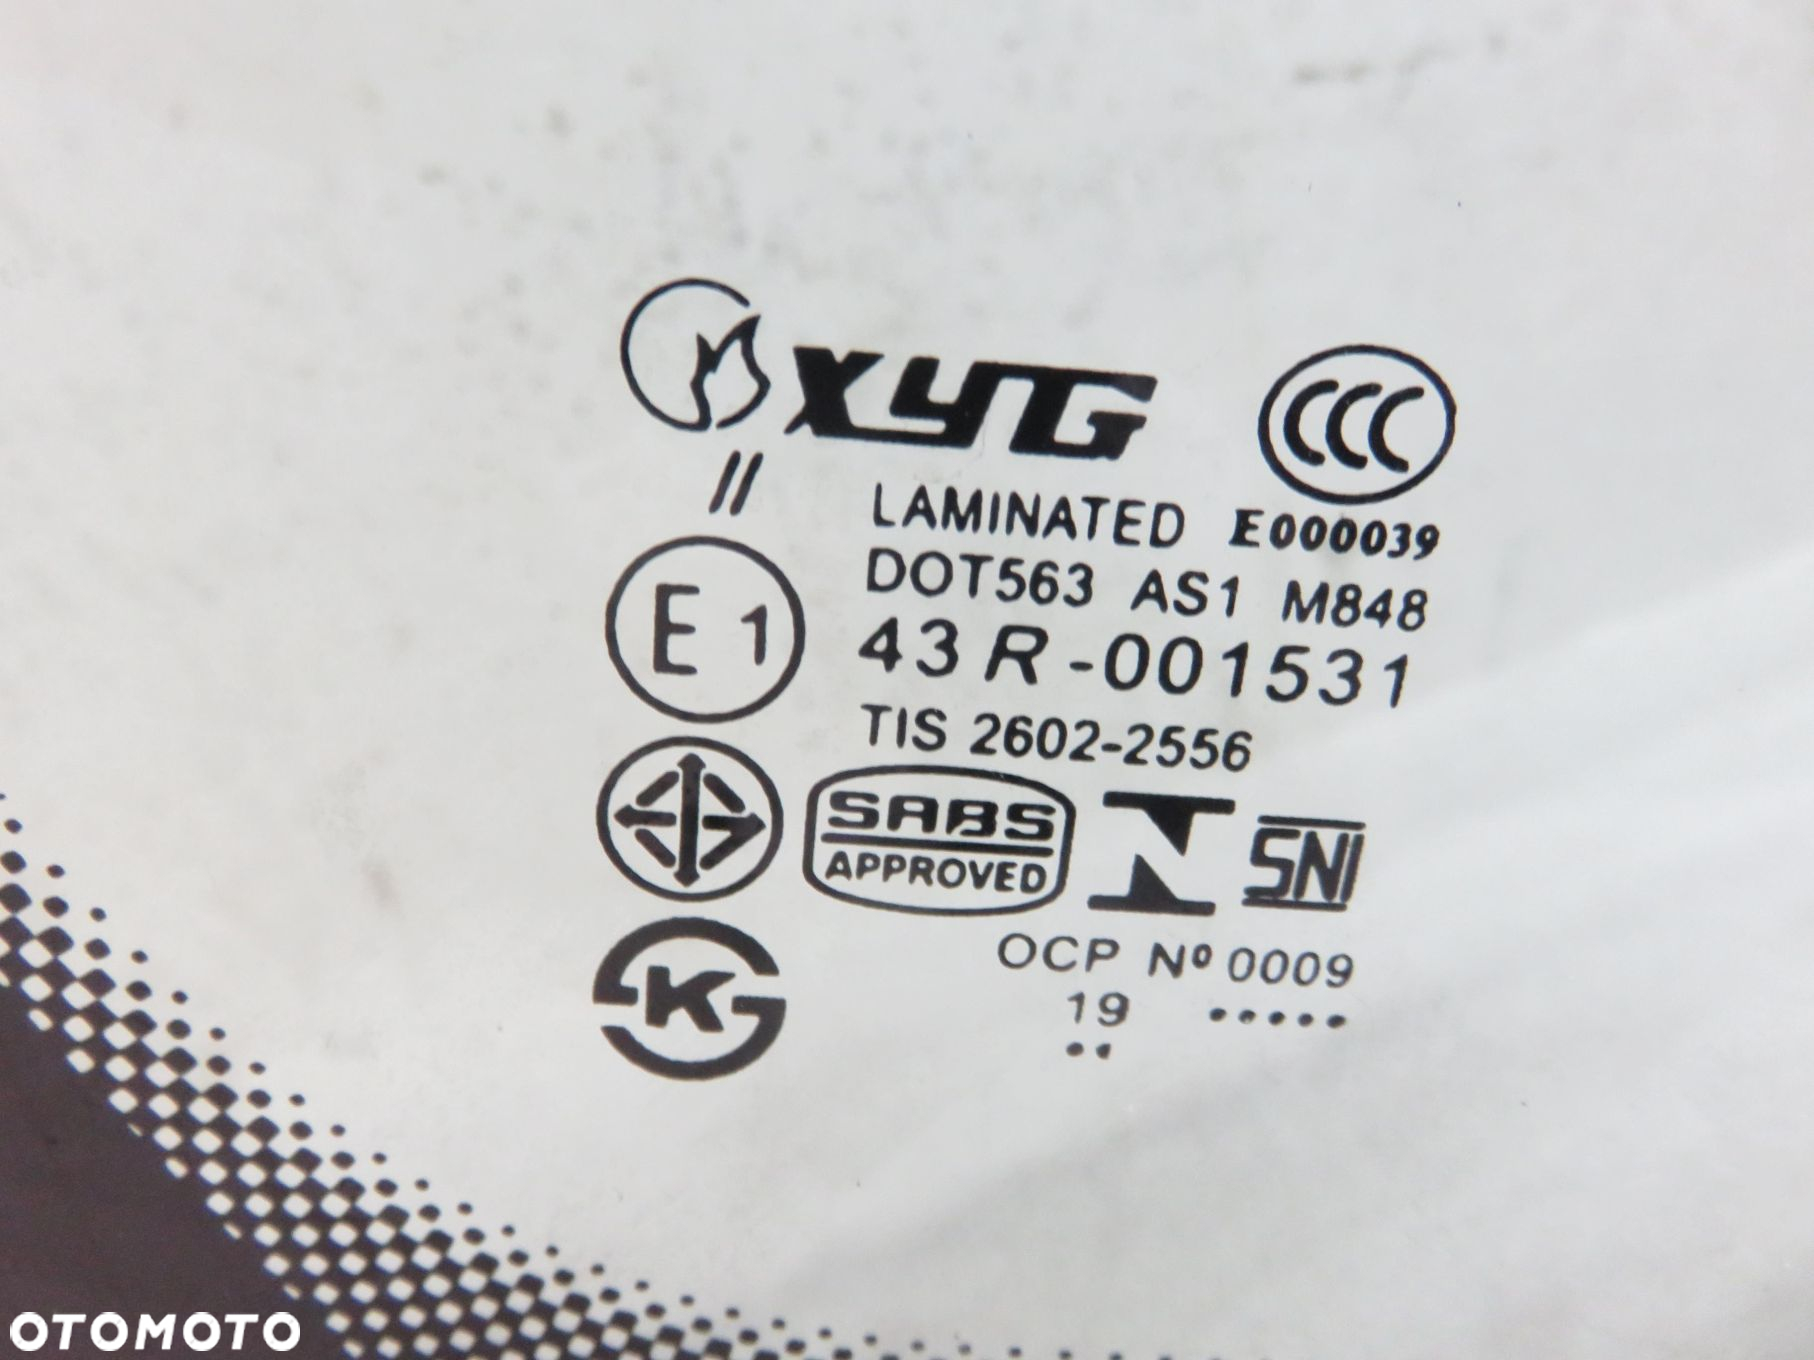 XYG
CCC
//
LAMINATED E000039
DOT563 AS1 M848
E 1
43R-001531
TIS 2602-2556
SABS
APPROVED
SNI
K
OCP Nº 0009
19 •••••
••
OTOMOTO